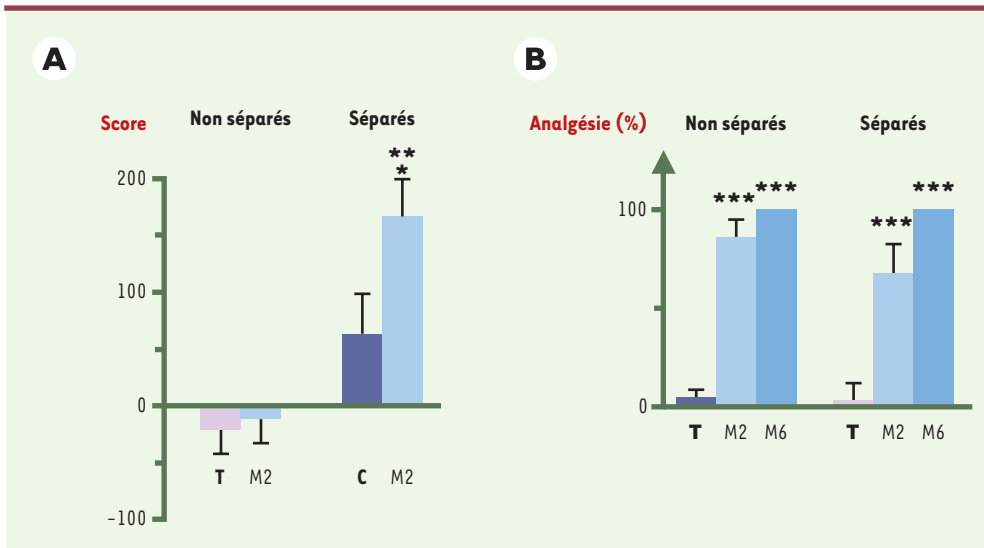 A
Score
Non séparés
Séparés
**
*
200
100
0
-100
T M2
C M2
B
Analgésie (%)
Non séparés
Séparés
100
0
*** ***
*** ***
T M2 M6
T M2 M6